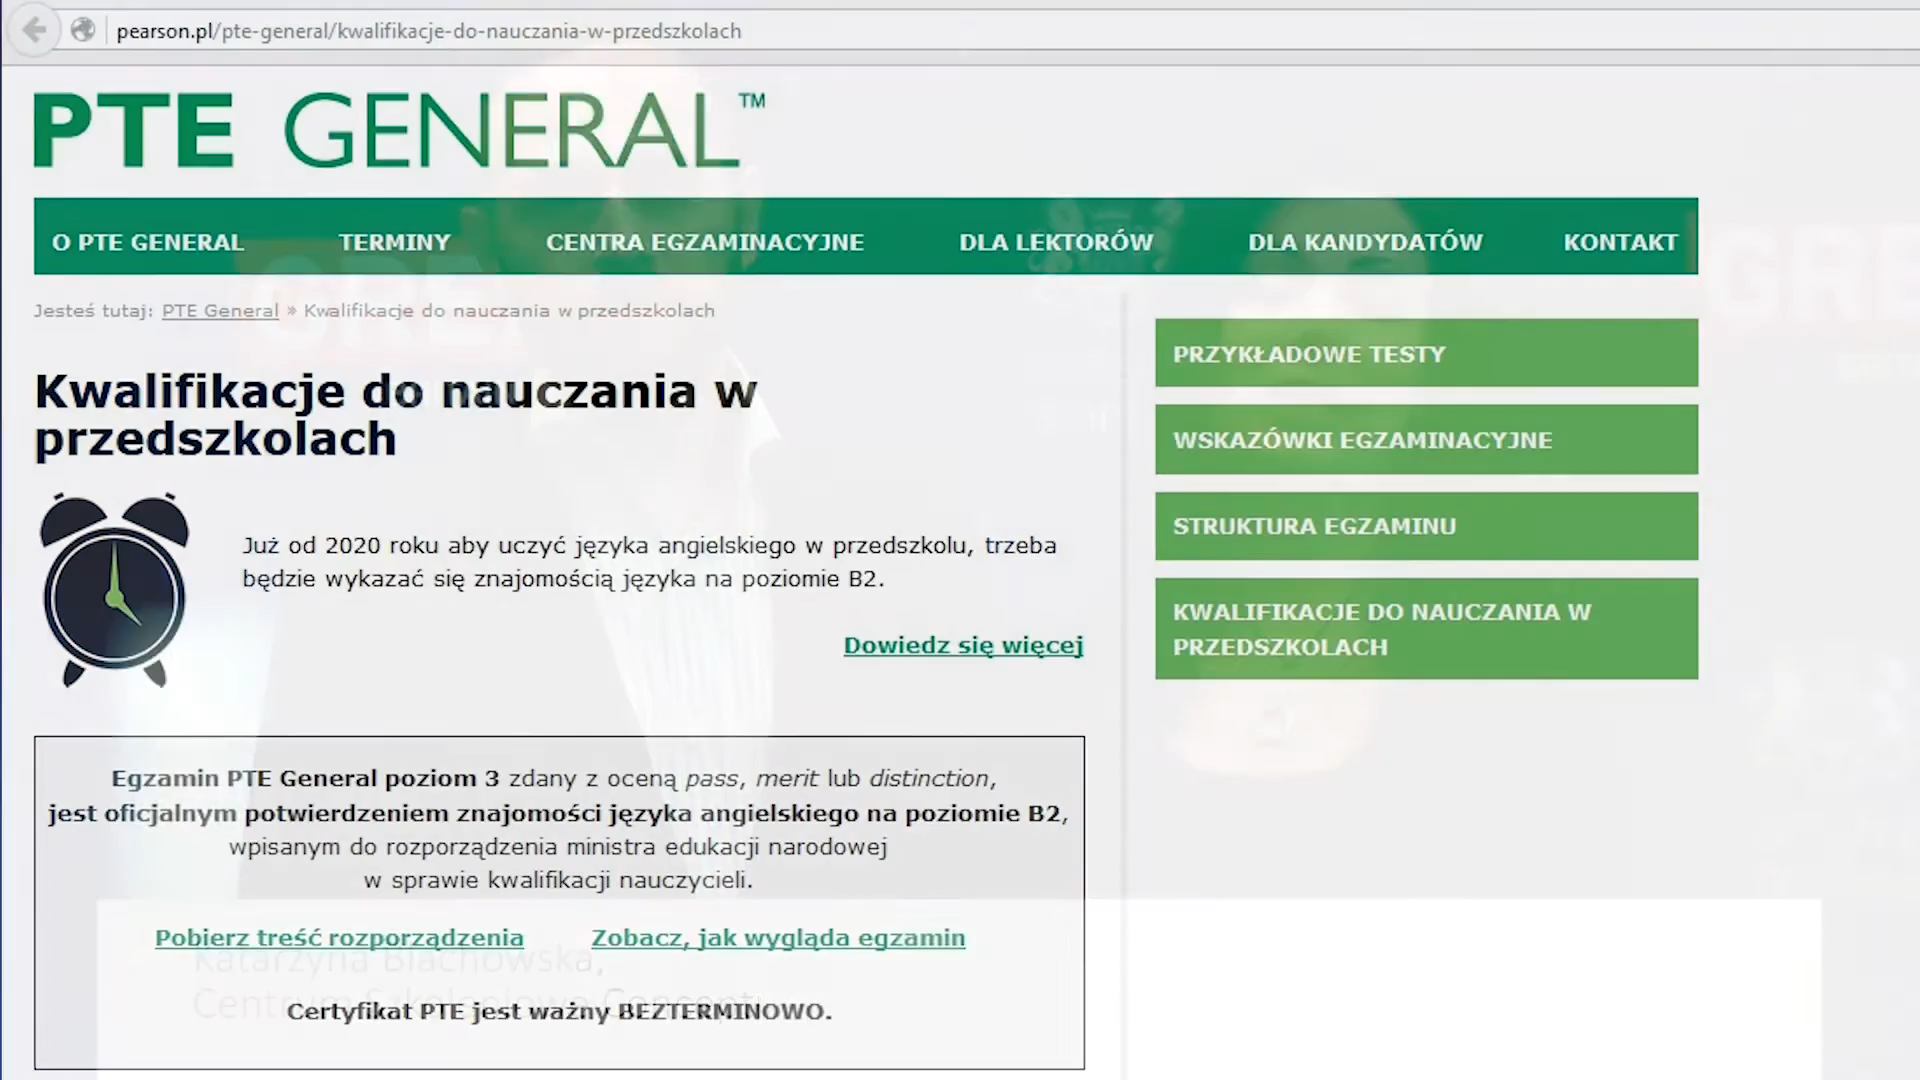 pearson.pl/pte-general/kwalifikacje-do-nauczania-w-przedszkolach
PTE GENERAL™
O PTE GENERAL TERMINY CENTRA EGZAMINACYJNE DLA LEKTORÓW DLA KANDYDATÓW KONTAKT
Jesteś tutaj: PTE General » Kwalifikacje do nauczania w przedszkolach
Kwalifikacje do nauczania w
przedszkolach
Już od 2020 roku aby uczyć języka angielskiego w przedszkolu, trzeba
będzie wykazać się znajomością języka na poziomie B2.
Dowiedz się więcej
Egzamin PTE General poziom 3 zdany z oceną pass, merit lub distinction,
jest oficjalnym potwierdzeniem znajomości języka angielskiego na poziomie B2,
wpisanym do rozporządzenia ministra edukacji narodowej
w sprawie kwalifikacji nauczycieli.
Pobierz treść rozporządzenia Zobacz, jak wygląda egzamin
Katarzyna Blachowska,
Centrum Szkoleniowe Concept
Certyfikat PTE jest ważny BEZTERMINOWO.
PRZYKŁADOWE TESTY
WSKAZÓWKI EGZAMINACYJNE
STRUKTURA EGZAMINU
KWALIFIKACJE DO NAUCZANIA W
PRZEDSZKOLACH